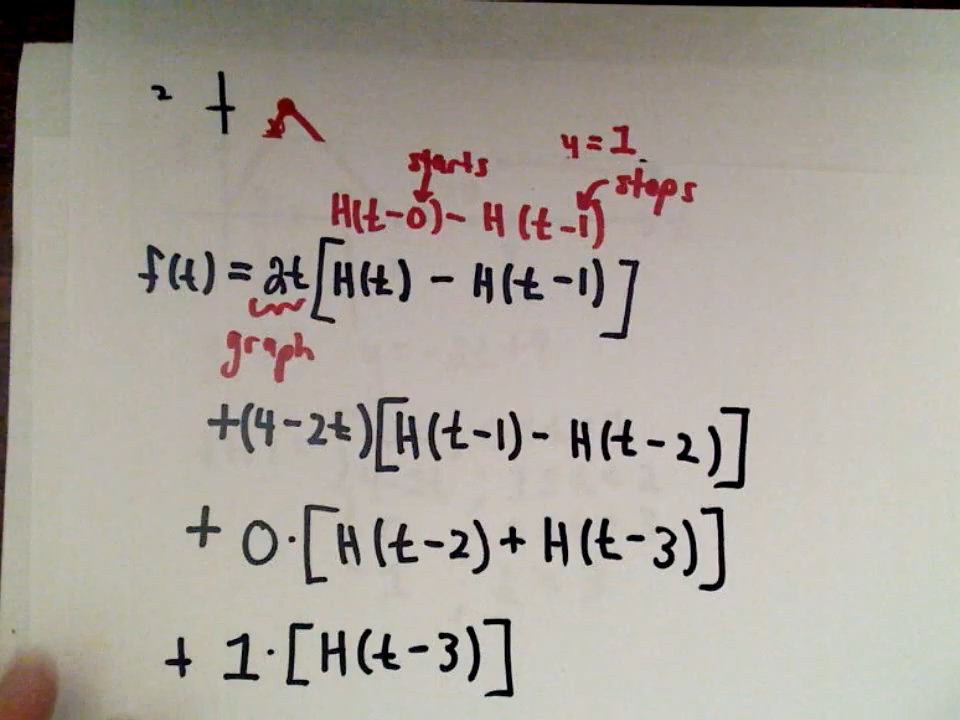 2
starts
y = 1
stops
H(t-0) - H(t-1)
f(t) = 2t[H(t) - H(t-1)]
graph
+(4-2t)[H(t-1) - H(t-2)]
+ 0·[H(t-2) + H(t-3)]
+ 1·[H(t-3)]